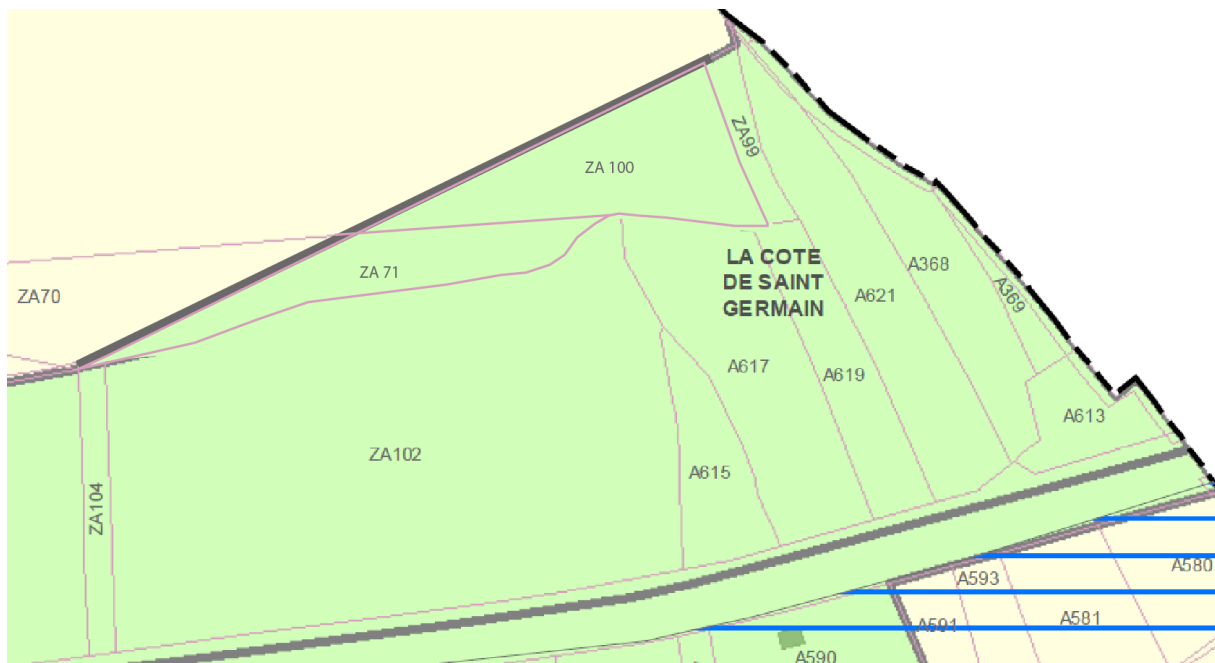 ZA99
ZA 100
LA COTE
DE SAINT
GERMAIN
A368
ZA 71
A621
A369
ZA70
A617
A619
A613
ZA102
A615
ZA104
A580
A593
A581
A591
A590